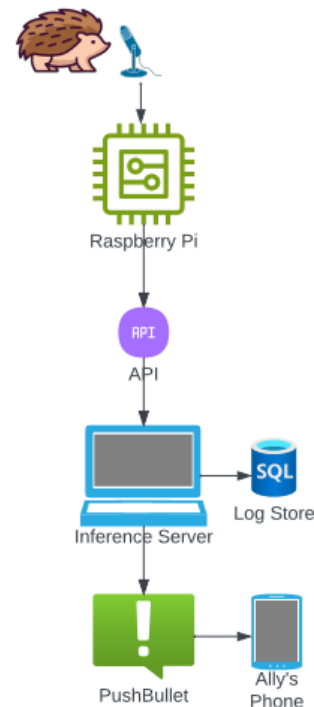 Raspberry Pi
API
API
SQL
Log Store
Inference Server
PushBullet
Ally's
Phone